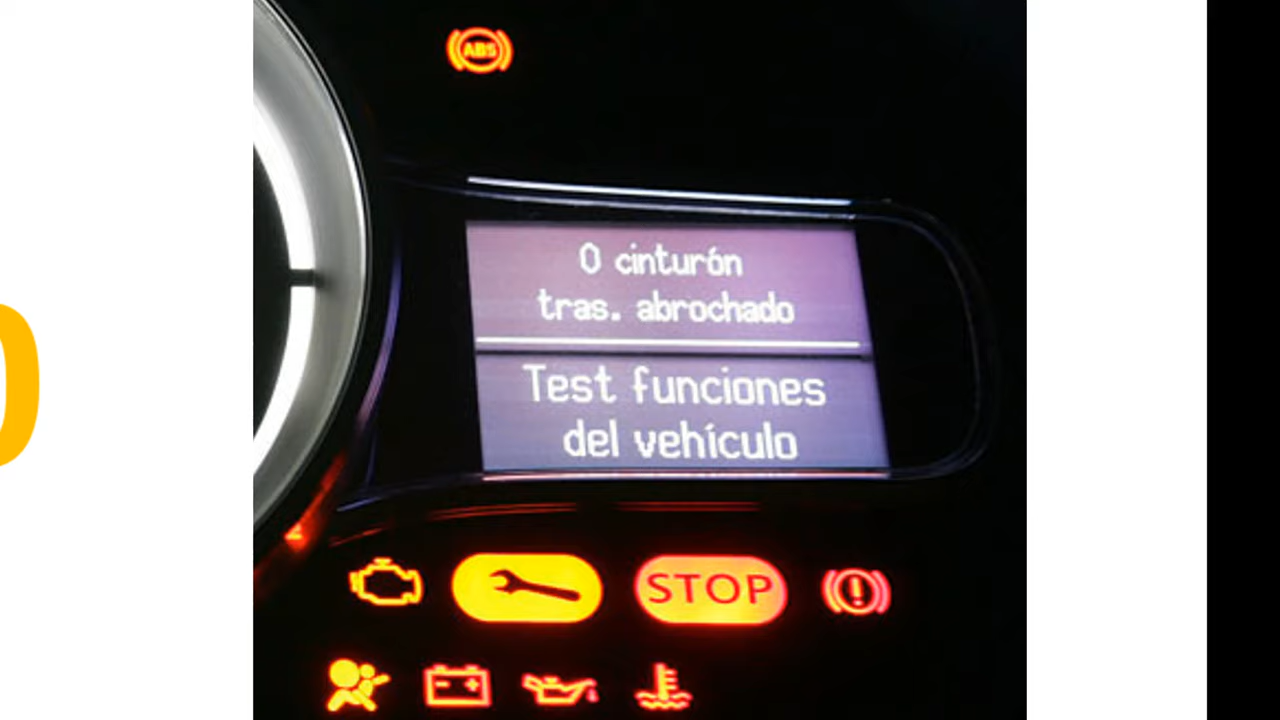 ABS
0 cinturón
tras. abrochado
Test funciones
del vehículo
STOP